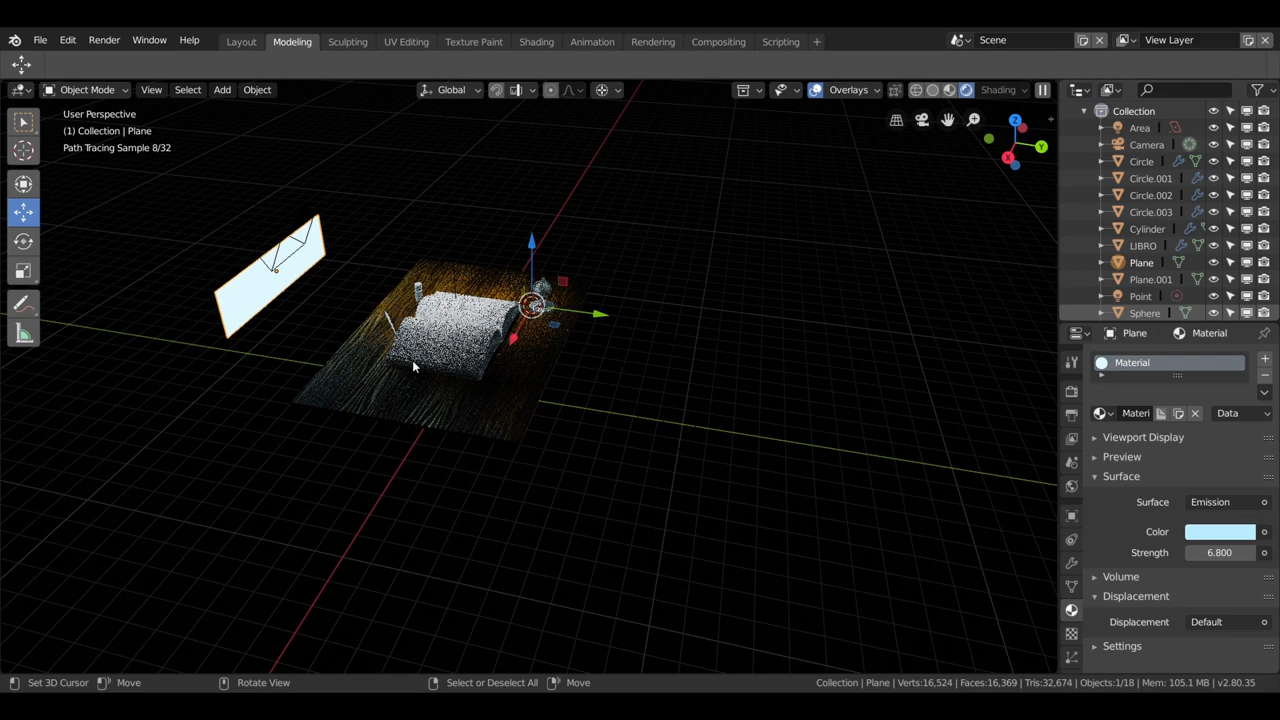 File Edit Render Window Help Layout Modeling Sculpting UV Editing Texture Paint Shading Animation Rendering Compositing Scripting + Scene View Layer
Object Mode View Select Add Object Global Overlays Shading
User Perspective
(1) Collection | Plane
Path Tracing Sample 8/32
Z
Y
X
Collection
Area
Camera
Circle
Circle.001
Circle.002
Circle.003
Cylinder
LIBRO
Plane
Plane.001
Point
Sphere
Plane Material
Material
Materi Data
Viewport Display
Preview
Surface
Surface Emission
Color
Strength 6.800
Volume
Displacement
Displacement Default
Settings
Set 3D Cursor Move Rotate View Select or Deselect All Move Collection | Plane | Verts:16,524 | Faces:16,369 | Tris:32,674 | Objects:1/18 | Mem: 105.1 MB | v2.80.35